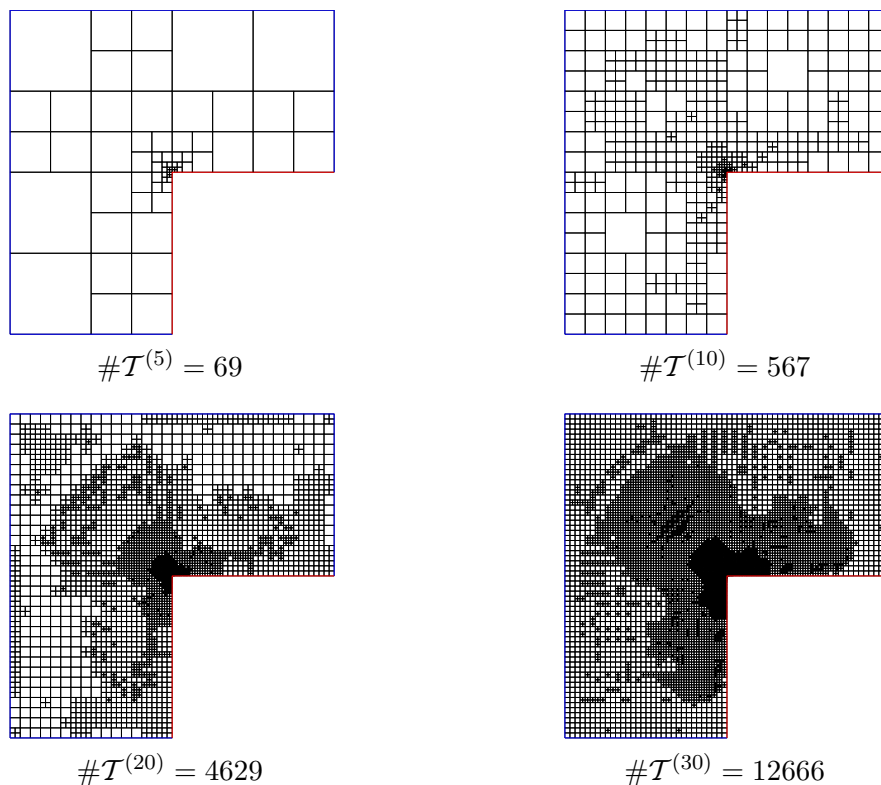 #𝒯^(5) = 69
#𝒯^(10) = 567
#𝒯^(20) = 4629
#𝒯^(30) = 12666